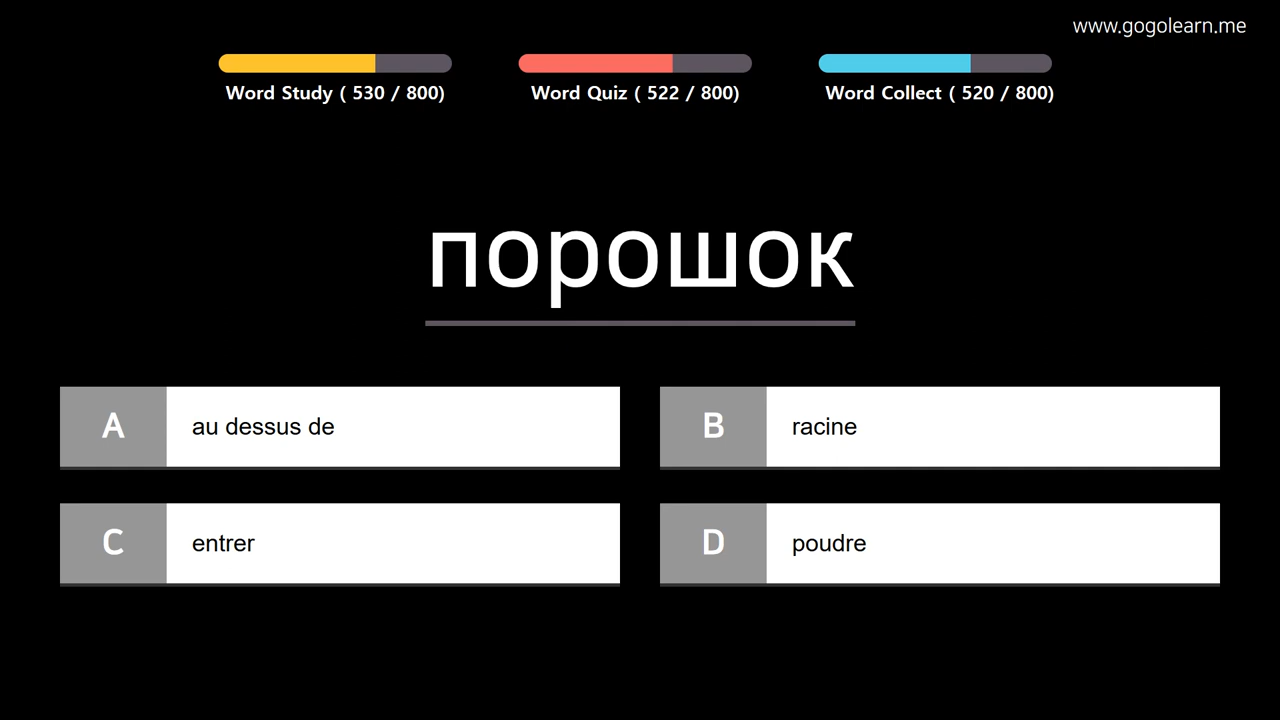 www.gogolearn.me
Word Study ( 530 / 800)
Word Quiz ( 522 / 800)
Word Collect ( 520 / 800)
порошок
A au dessus de
B racine
C entrer
D poudre